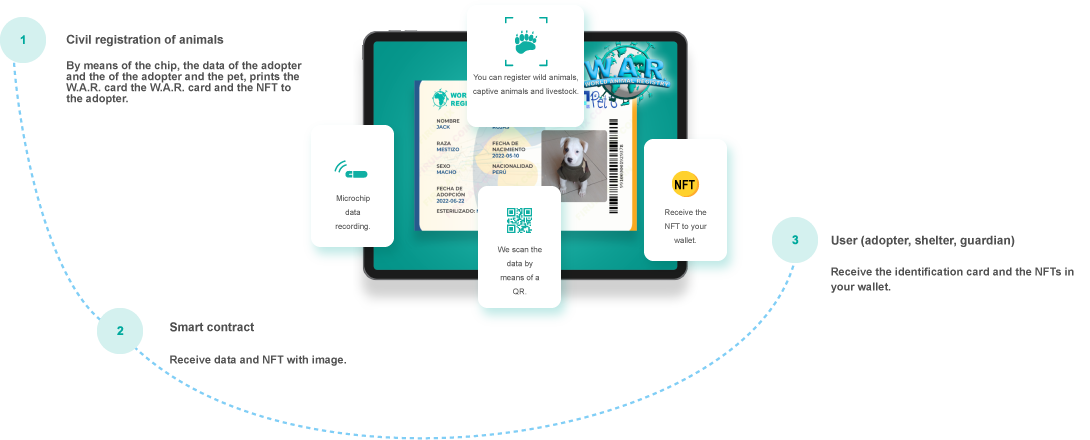 1
Civil registration of animals
By means of the chip, the data of the adopter
and the of the adopter and the pet, prints the
W.A.R. card the W.A.R. card and the NFT to
the adopter.
You can register wild animals,
captive animals and livestock.
W.A.R
WORLD ANIMAL REGISTRY
NOMBRE
JACK
RAZA
MESTIZO
FECHA DE
NACIMIENTO
2022-05-10
SEXO
MACHO
NACIONALIDAD
PERÚ
FECHA DE
ADOPCIÓN
2022-06-22
ESTERILIZADO:
Microchip
data
recording.
We scan the
data by
means of a
QR.
NFT
Receive the
NFT to your
wallet.
2
Smart contract
Receive data and NFT with image.
3
User (adopter, shelter, guardian)
Receive the identification card and the NFTs in
your wallet.